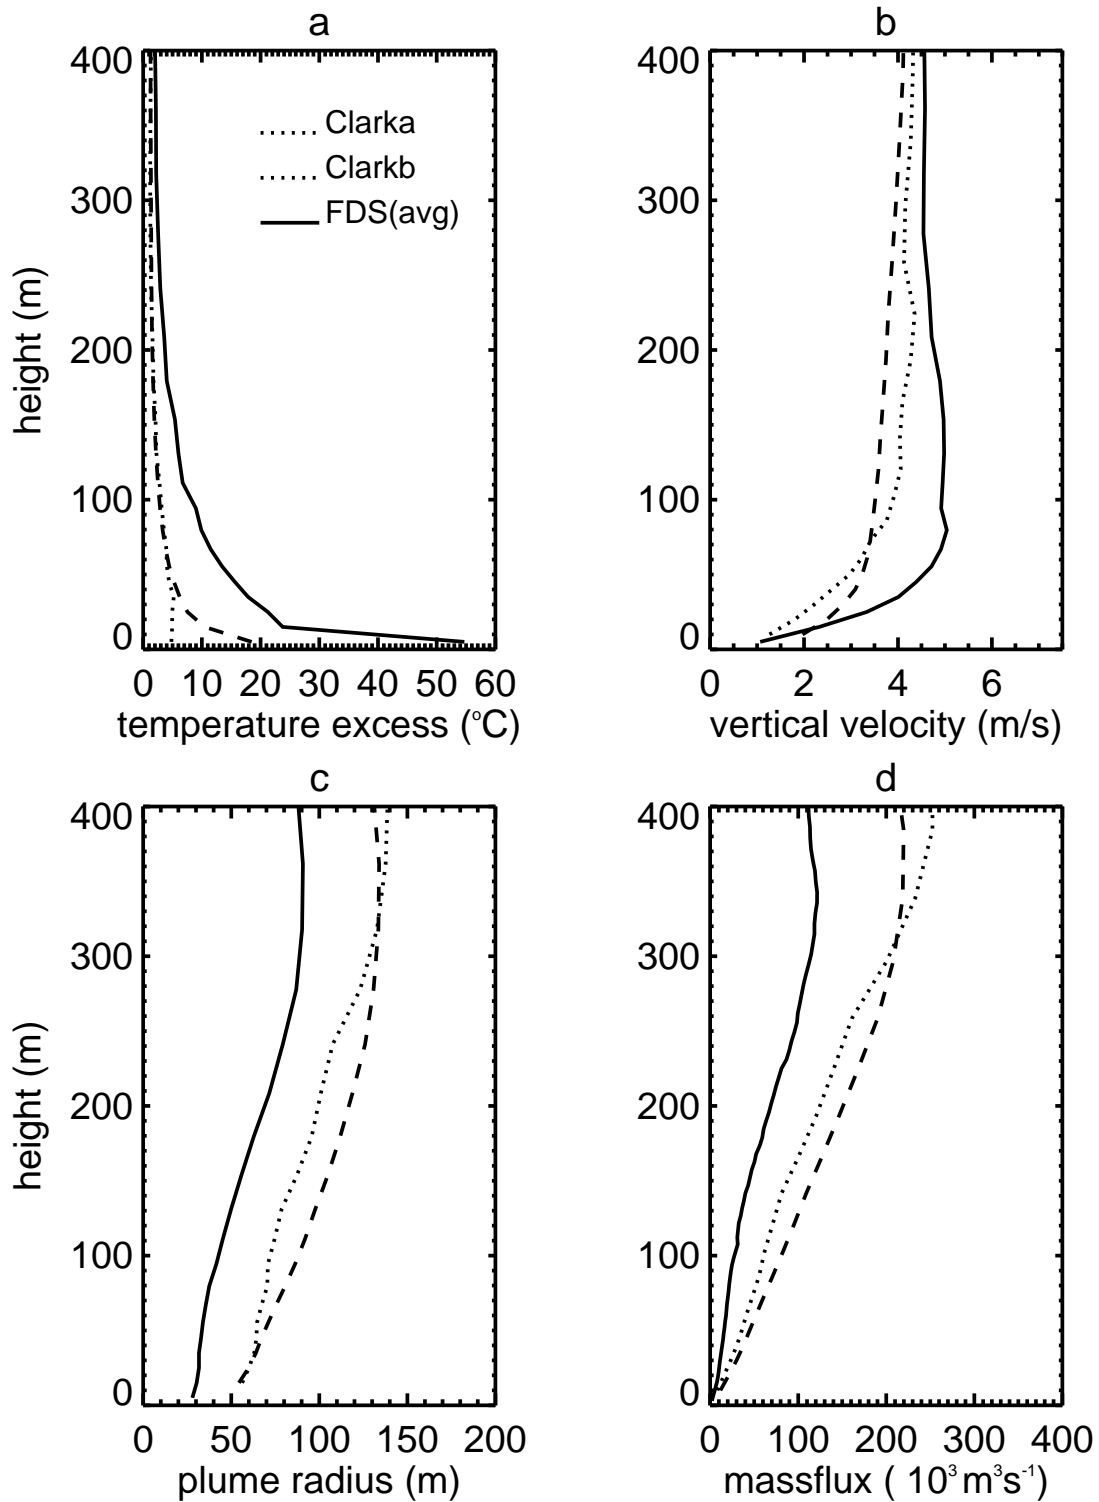 a
400
300
200
100
0
height (m)
Clarka
Clarkb
FDS(avg)
0 10 20 30 40 50 60
temperature excess (°C)
b
400
300
200
100
0
0 2 4 6
vertical velocity (m/s)
c
400
300
200
100
0
height (m)
0 50 100 150 200
plume radius (m)
d
400
300
200
100
0
0 100 200 300 400
massflux ( 10³ m³s⁻¹)